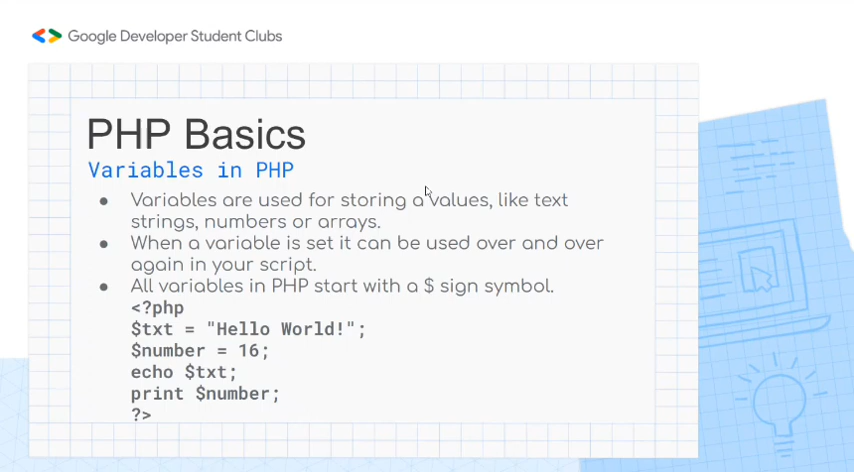 Google Developer Student Clubs
PHP Basics
Variables in PHP
● Variables are used for storing a values, like text
strings, numbers or arrays.
● When a variable is set it can be used over and over
again in your script.
● All variables in PHP start with a $ sign symbol.
<?php
$txt = "Hello World!";
$number = 16;
echo $txt;
print $number;
?>